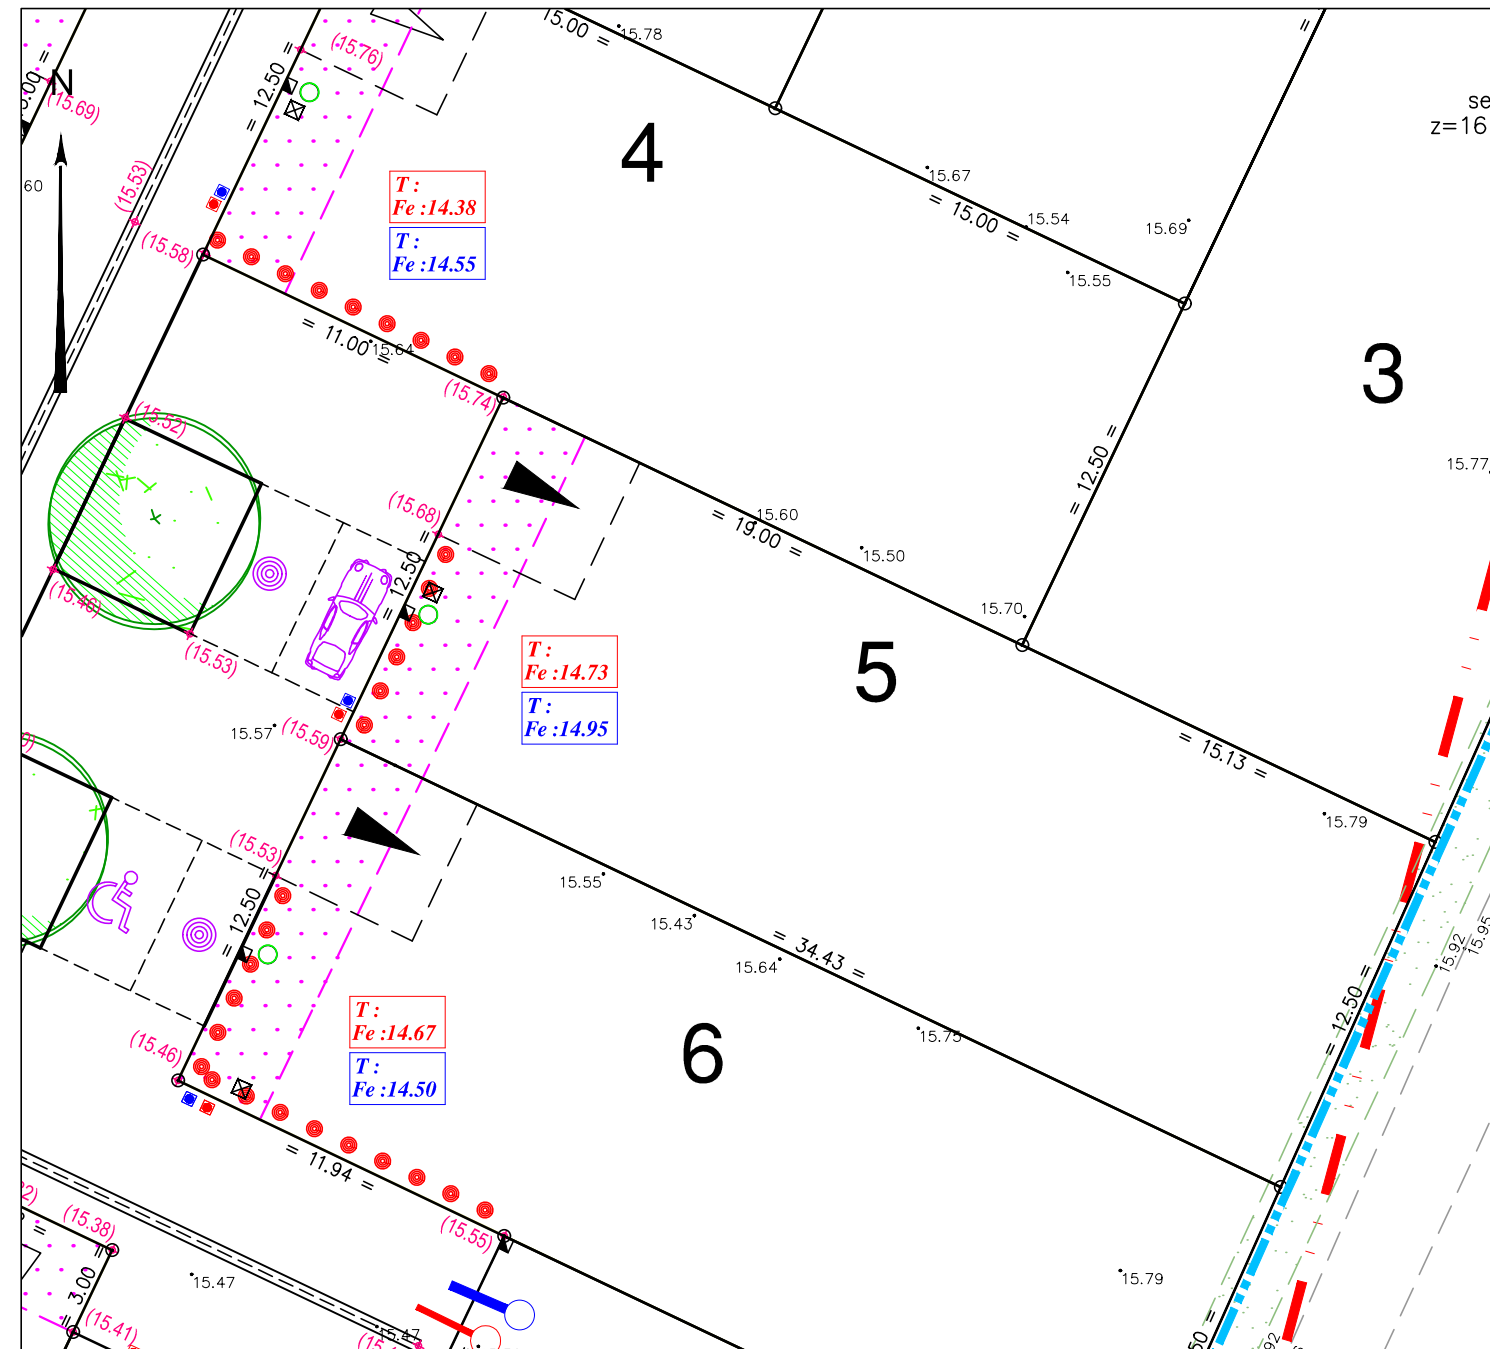 = 15.00 =
15.78
(15.76)
N
= 12.50 =
(15.69)
z=16
4
60
(15.53)
15.67
T :
Fe :14.38
= 15.00 =
15.54
15.69
(15.58)
T :
Fe :14.55
15.55
= 11.00 =
15.64
3
(15.74)
(15.52)
= 12.50 =
15.77
(15.68)
15.60
= 19.00 =
15.50
= 12.50 =
(15.46)
15.70
(15.53)
T :
Fe :14.73
5
T :
Fe :14.95
15.57
(15.59)
= 15.13 =
15.79
(15.53)
15.55
= 12.50 =
15.43
= 34.43 =
15.64
15.92
15.95
= 12.50 =
T :
Fe :14.67
15.75
(15.46)
6
T :
Fe :14.50
= 11.94 =
(15.38)
(15.55)
15.47
15.79
= 3.00 =
(15.41)
15.47